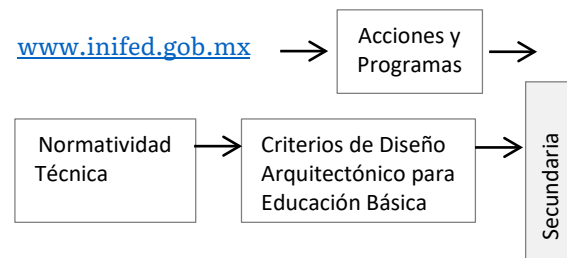 www.inifed.gob.mx
Acciones y
Programas
Normatividad
Técnica
Criterios de Diseño
Arquitectónico para
Educación Básica
Secundaria